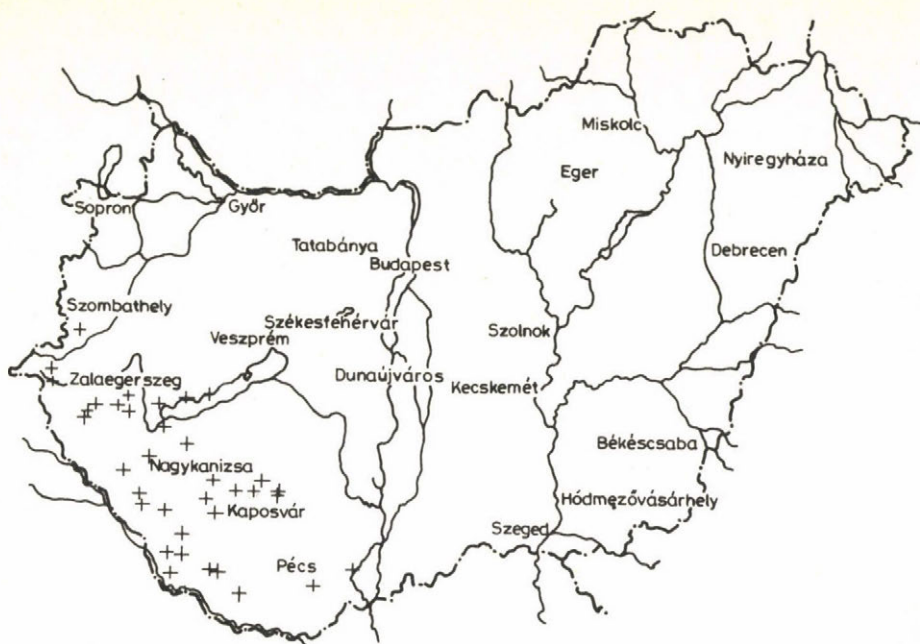 Miskolc
Nyiregyháza
Eger
Sopron
Győr
Tatabánya
Budapest
Debrecen
Szombathely
Székesfehérvár
Veszprém
Szolnok
Zalaegerszeg
Dunaújváros
Kecskemét
Békéscsaba
Nagykanizsa
Hódmezővásárhely
Kaposvár
Szeged
Pécs